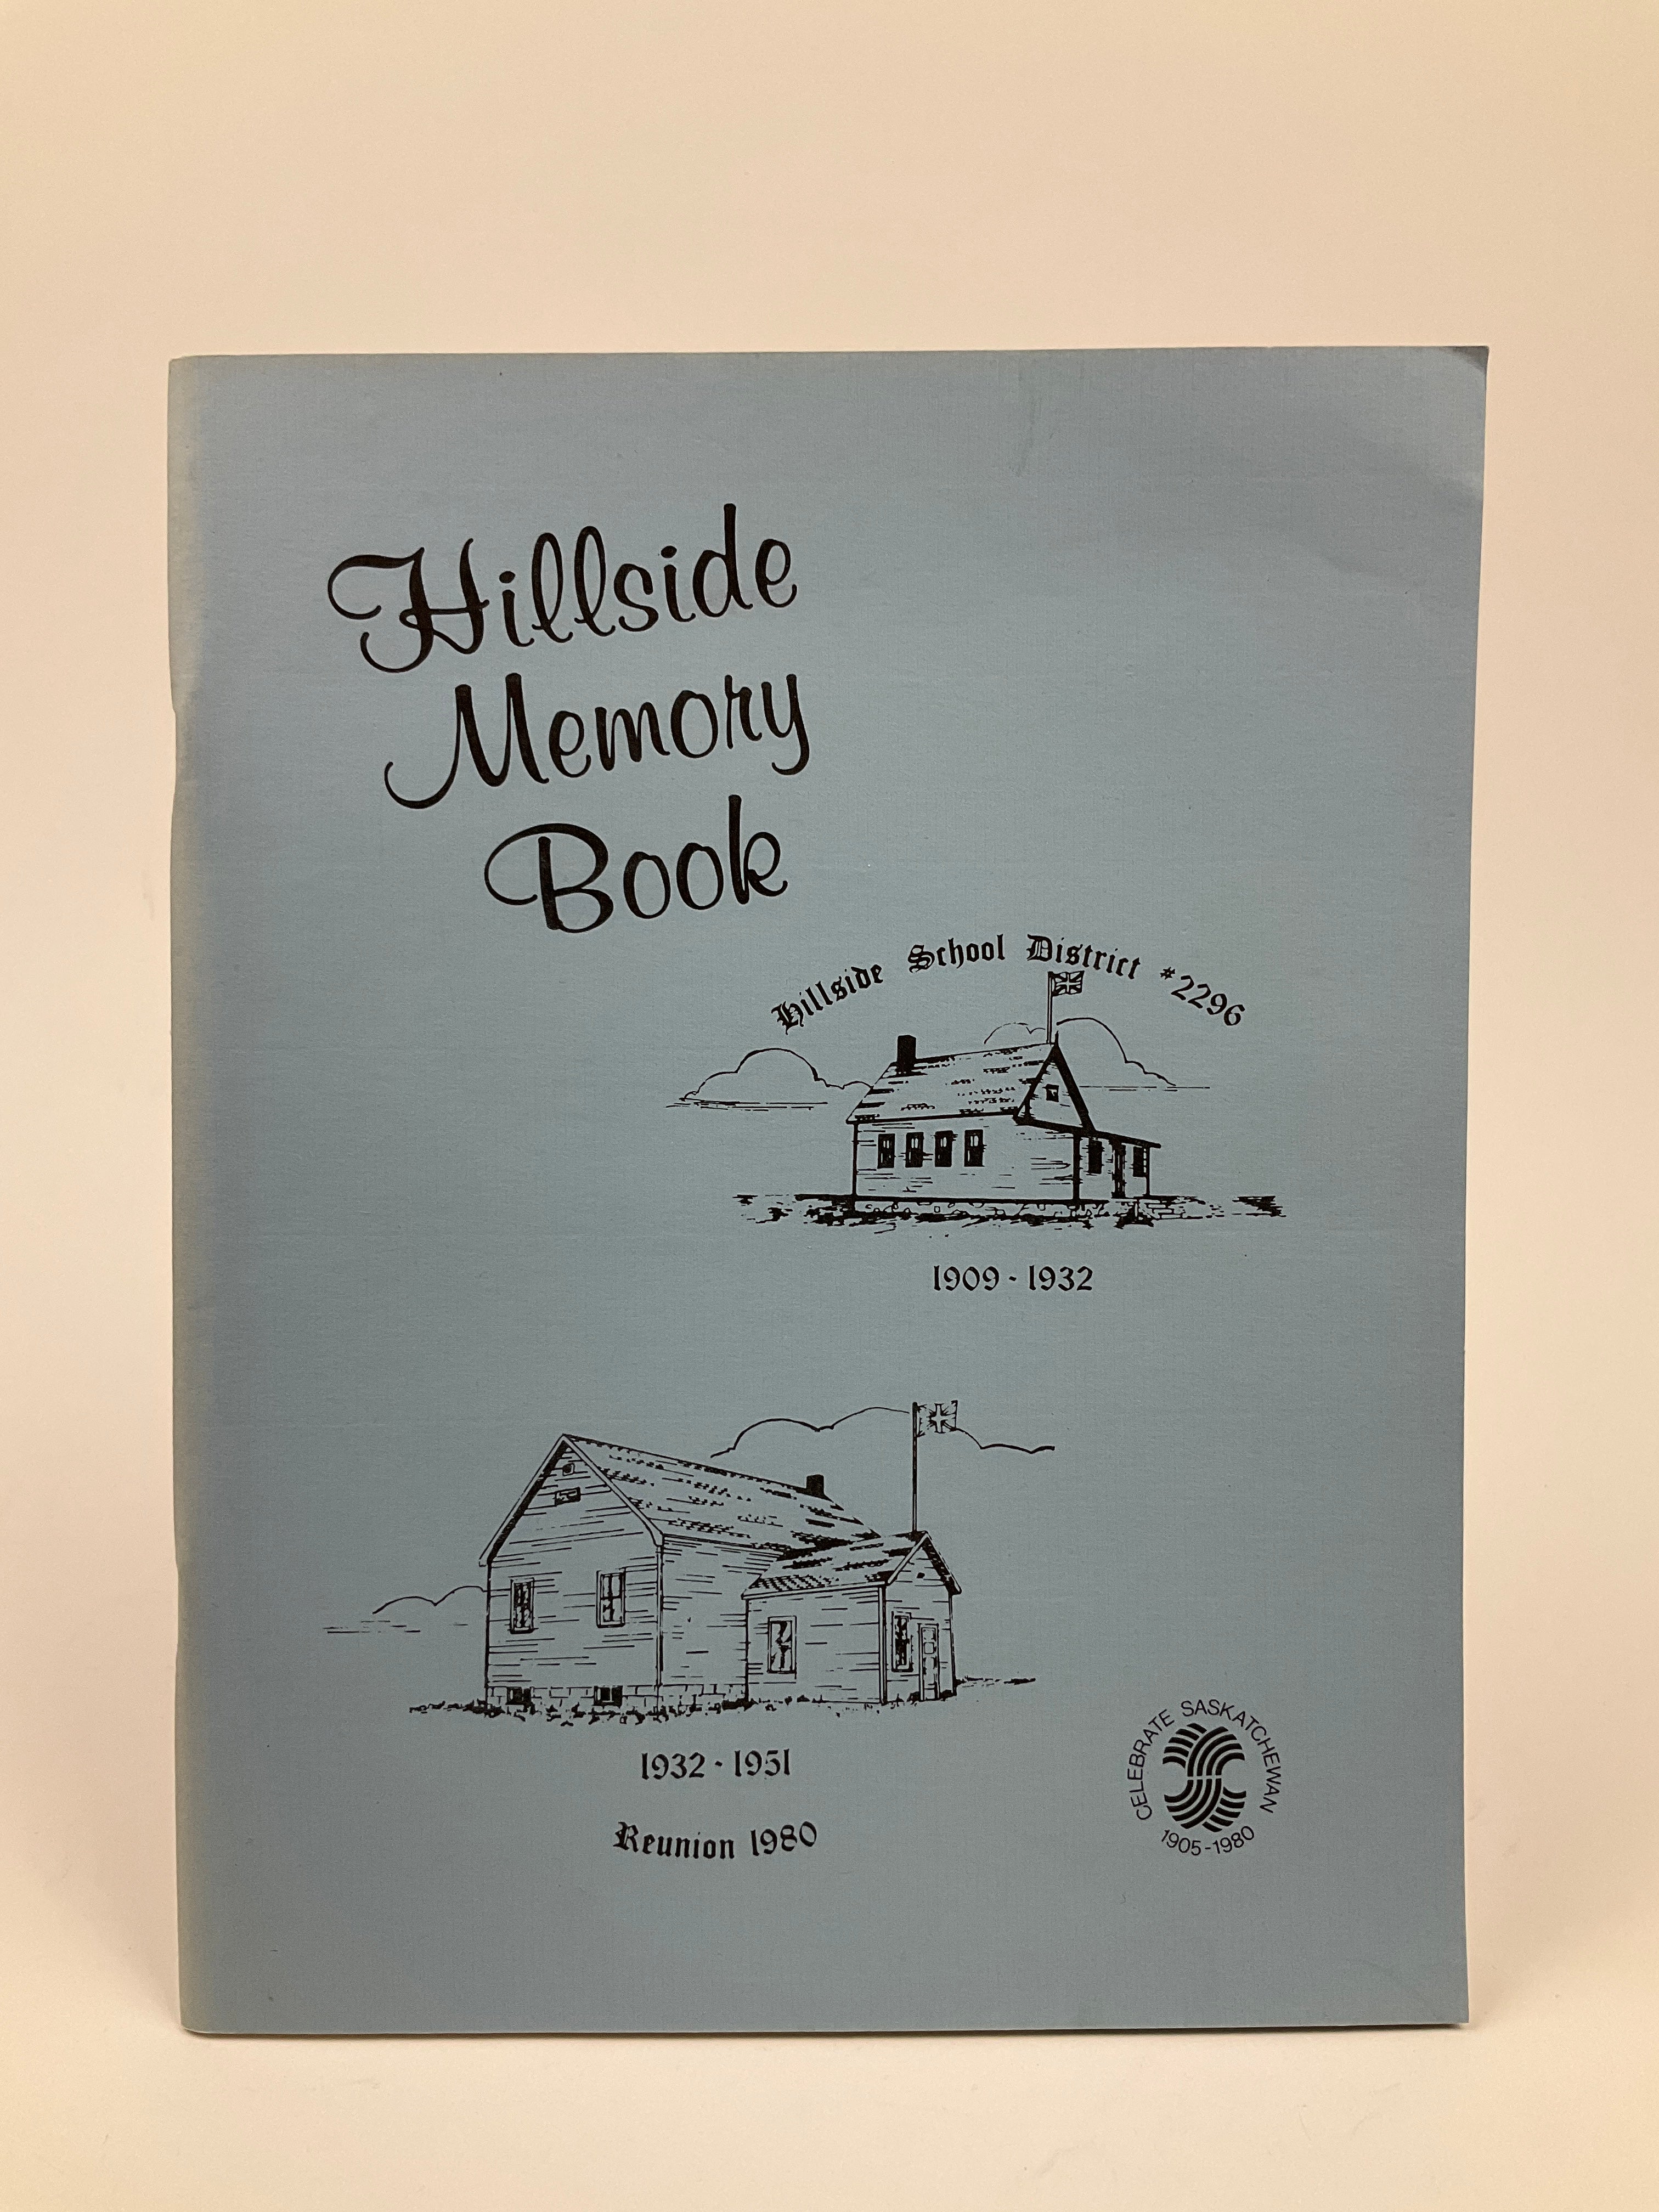 Hillside
Memory
Book
Hillside School District #2296
1909 - 1932
1932 - 1951
Reunion 1980
CELEBRATE SASKATCHEWAN
1905-1980